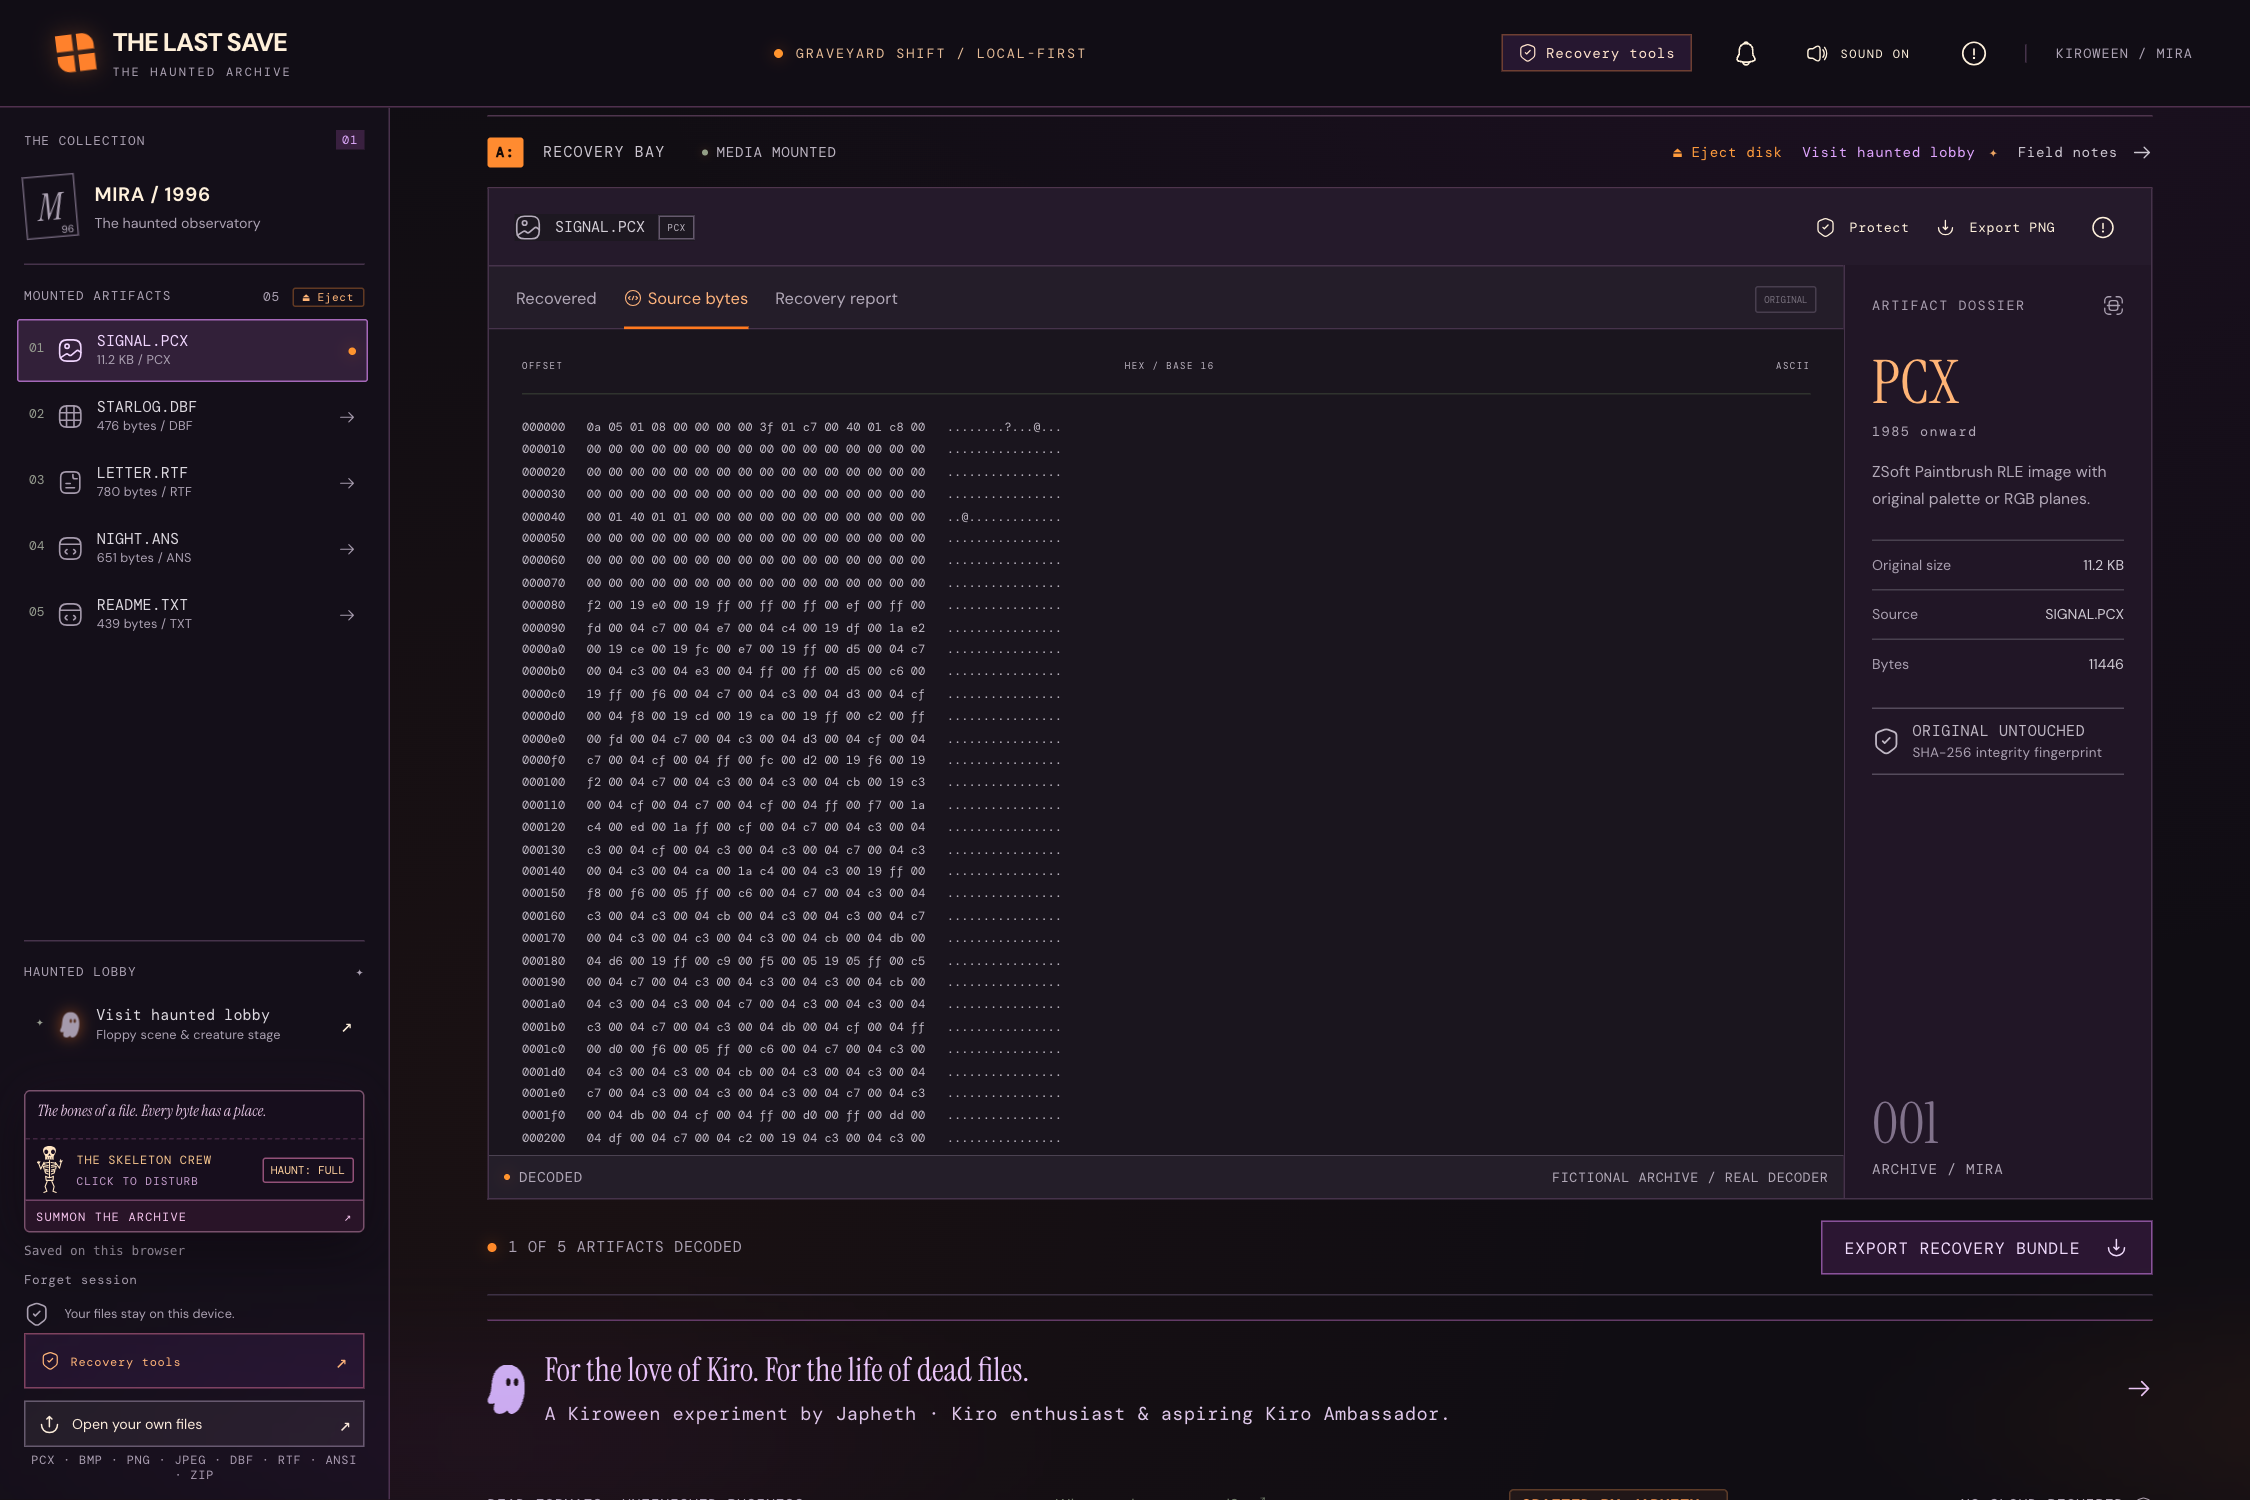 THE LAST SAVE
THE HAUNTED ARCHIVE
GRAVEYARD SHIFT / LOCAL-FIRST
Recovery tools
SOUND ON
KIROWEEN / MIRA
THE COLLECTION
01
M
96
MIRA / 1996
The haunted observatory
MOUNTED ARTIFACTS
05
Eject
01
SIGNAL.PCX
11.2 KB / PCX
02
STARLOG.DBF
476 bytes / DBF
03
LETTER.RTF
780 bytes / RTF
04
NIGHT.ANS
651 bytes / ANS
05
README.TXT
439 bytes / TXT
HAUNTED LOBBY
Visit haunted lobby
Floppy scene & creature stage
The bones of a file. Every byte has a place.
THE SKELETON CREW
CLICK TO DISTURB
HAUNT: FULL
SUMMON THE ARCHIVE
Saved on this browser
Forget session
Your files stay on this device.
Recovery tools
Open your own files
PCX · BMP · PNG · JPEG · DBF · RTF · ANSI
· ZIP
A:
RECOVERY BAY
MEDIA MOUNTED
Eject disk
Visit haunted lobby
Field notes
SIGNAL.PCX
PCX
Protect
Export PNG
Recovered
Source bytes
Recovery report
ORIGINAL
OFFSET HEX / BASE 16 ASCII
000000 0a 05 01 08 00 00 00 00 3f 01 c7 00 40 01 c8 00 ........?...@...
000010 00 00 00 00 00 00 00 00 00 00 00 00 00 00 00 00 ................
000020 00 00 00 00 00 00 00 00 00 00 00 00 00 00 00 00 ................
000030 00 00 00 00 00 00 00 00 00 00 00 00 00 00 00 00 ................
000040 00 01 40 01 01 00 00 00 00 00 00 00 00 00 00 00 ..@.............
000050 00 00 00 00 00 00 00 00 00 00 00 00 00 00 00 00 ................
000060 00 00 00 00 00 00 00 00 00 00 00 00 00 00 00 00 ................
000070 00 00 00 00 00 00 00 00 00 00 00 00 00 00 00 00 ................
000080 f2 00 19 e0 00 19 ff 00 ff 00 ff 00 ef 00 ff 00 ................
000090 fd 00 04 c7 00 04 e7 00 04 c4 00 19 df 00 1a e2 ................
0000a0 00 19 ce 00 19 fc 00 e7 00 19 ff 00 d5 00 04 c7 ................
0000b0 00 04 c3 00 04 e3 00 04 ff 00 ff 00 d5 00 c6 00 ................
0000c0 19 ff 00 f6 00 04 c7 00 04 c3 00 04 d3 00 04 cf ................
0000d0 00 04 f8 00 19 cd 00 19 ca 00 19 ff 00 c2 00 ff ................
0000e0 00 fd 00 04 c7 00 04 c3 00 04 d3 00 04 cf 00 04 ................
0000f0 c7 00 04 cf 00 04 ff 00 fc 00 d2 00 19 f6 00 19 ................
000100 f2 00 04 c7 00 04 c3 00 04 c3 00 04 cb 00 19 c3 ................
000110 00 04 cf 00 04 c7 00 04 cf 00 04 ff 00 f7 00 1a ................
000120 c4 00 ed 00 1a ff 00 cf 00 04 c7 00 04 c3 00 04 ................
000130 c3 00 04 cf 00 04 c3 00 04 c3 00 04 c7 00 04 c3 ................
000140 00 04 c3 00 04 ca 00 1a c4 00 04 c3 00 19 ff 00 ................
000150 f8 00 f6 00 05 ff 00 c6 00 04 c7 00 04 c3 00 04 ................
000160 c3 00 04 c3 00 04 cb 00 04 c3 00 04 c3 00 04 c7 ................
000170 00 04 c3 00 04 c3 00 04 c3 00 04 cb 00 04 db 00 ................
000180 04 d6 00 19 ff 00 c9 00 f5 00 05 19 05 ff 00 c5 ................
000190 00 04 c7 00 04 c3 00 04 c3 00 04 c3 00 04 cb 00 ................
0001a0 04 c3 00 04 c3 00 04 c7 00 04 c3 00 04 c3 00 04 ................
0001b0 c3 00 04 c7 00 04 c3 00 04 db 00 04 cf 00 04 ff ................
0001c0 00 d0 00 f6 00 05 ff 00 c6 00 04 c7 00 04 c3 00 ................
0001d0 04 c3 00 04 c3 00 04 cb 00 04 c3 00 04 c3 00 04 ................
0001e0 c7 00 04 c3 00 04 c3 00 04 c3 00 04 c7 00 04 c3 ................
0001f0 00 04 db 00 04 cf 00 04 ff 00 d0 00 ff 00 dd 00 ................
000200 04 df 00 04 c7 00 04 c2 00 19 04 c3 00 04 c3 00 ................
DECODED
FICTIONAL ARCHIVE / REAL DECODER
ARTIFACT DOSSIER
PCX
1985 onward
ZSoft Paintbrush RLE image with
original palette or RGB planes.
Original size 11.2 KB
Source SIGNAL.PCX
Bytes 11446
ORIGINAL UNTOUCHED
SHA-256 integrity fingerprint
001
ARCHIVE / MIRA
1 OF 5 ARTIFACTS DECODED
EXPORT RECOVERY BUNDLE
For the love of Kiro. For the life of dead files.
A Kiroween experiment by Japheth · Kiro enthusiast & aspiring Kiro Ambassador.